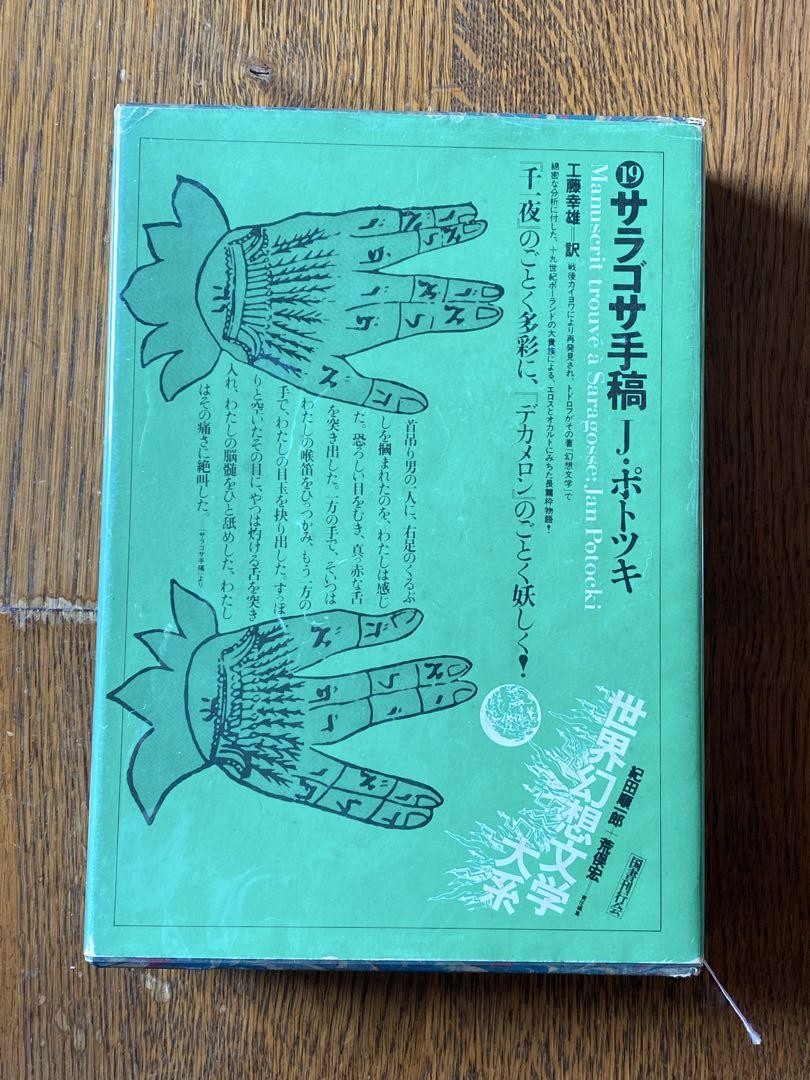 ⑲サラゴサ手稿 J・ポトツキ
Manuscrit trouvé à Saragosse: Jan Potocki
工藤幸雄=訳
戦後カイヨワにより再発見され、トドロフがその書『幻想文学』で
綿密な分析に付した、十九世紀ポーランドの大貴族による、エロスとオカルトにみちた長篇枠物語!
『千一夜』のごとく多彩に、『デカメロン』のごとく妖しく!
首吊り男の一人に、右足のくるぶ
しを摑まれたのを、わたしは感じ
た。恐ろしい目をむき、真っ赤な舌
を突き出した。一方の手で、そいつは
わたしの喉笛をひっつかみ、もう一方の
手で、わたしの目玉を抉り出した。すっぽ
りと空いたその目に、やつは灼ける舌を突き
入れ、わたしの脳髄をひと舐めした、わたし
はその痛さに絶叫した。
『サラゴサ手稿』より
世界幻想文学大系
紀田順一郎+荒俣宏=責任編集
国書刊行会